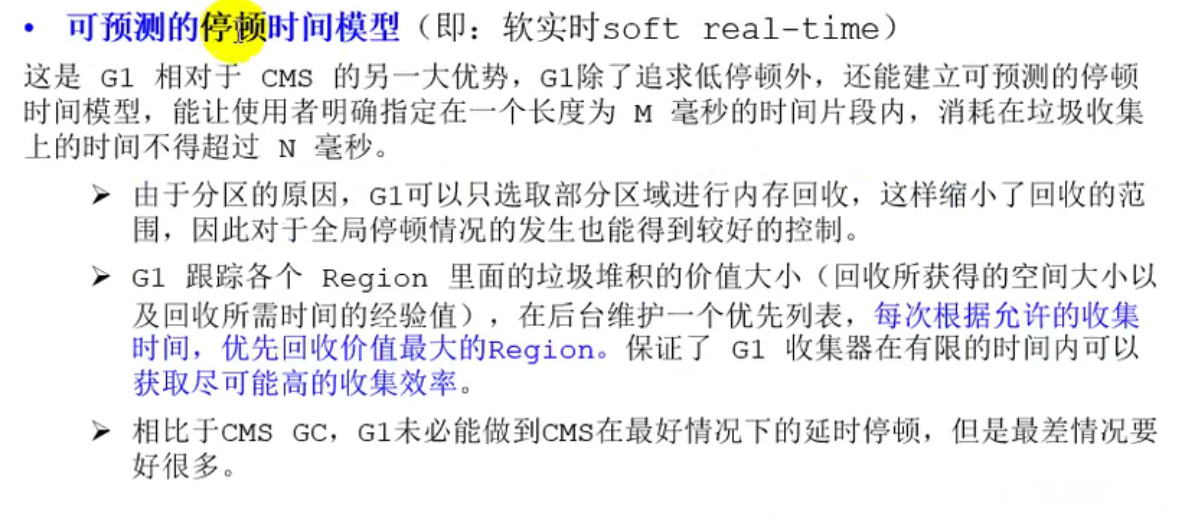 • 可预测的停顿时间模型（即：软实时soft real-time）
这是 G1 相对于 CMS 的另一大优势，G1除了追求低停顿外，还能建立可预测的停顿
时间模型，能让使用者明确指定在一个长度为 M 毫秒的时间片段内，消耗在垃圾收集
上的时间不得超过 N 毫秒。
➢ 由于分区的原因，G1可以只选取部分区域进行内存回收，这样缩小了回收的范
围，因此对于全局停顿情况的发生也能得到较好的控制。
➢ G1 跟踪各个 Region 里面的垃圾堆积的价值大小（回收所获得的空间大小以
及回收所需时间的经验值），在后台维护一个优先列表，每次根据允许的收集
时间，优先回收价值最大的Region。保证了 G1 收集器在有限的时间内可以
获取尽可能高的收集效率。
➢ 相比于CMS GC，G1未必能做到CMS在最好情况下的延时停顿，但是最差情况要
好很多。